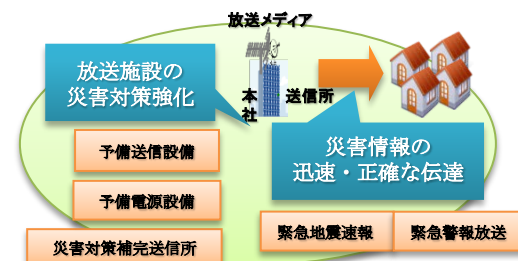 放送メディア
放送施設の
災害対策強化
本
社
送信所
災害情報の
迅速・正確な伝達
予備送信設備
予備電源設備
災害対策補完送信所
緊急地震速報
緊急警報放送